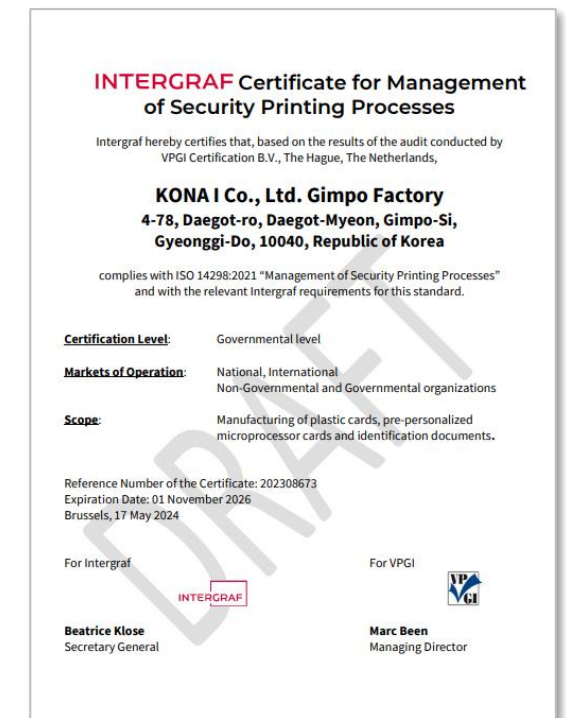 INTERGRAF Certificate for Management
of Security Printing Processes
Intergraf hereby certifies that, based on the results of the audit conducted by
VPGI Certification B.V., The Hague, The Netherlands,
KONA I Co., Ltd. Gimpo Factory
4-78, Daegot-ro, Daegot-Myeon, Gimpo-Si,
Gyeonggi-Do, 10040, Republic of Korea
complies with ISO 14298:2021 “Management of Security Printing Processes”
and with the relevant Intergraf requirements for this standard.
Certification Level: Governmental level
Markets of Operation: National, International
Non-Governmental and Governmental organizations
Scope: Manufacturing of plastic cards, pre-personalized
microprocessor cards and identification documents.
DRAFT
Reference Number of the Certificate: 202308673
Expiration Date: 01 November 2026
Brussels, 17 May 2024
For Intergraf For VPGI
INTERGRAF VPGI
Beatrice Klose Marc Been
Secretary General Managing Director